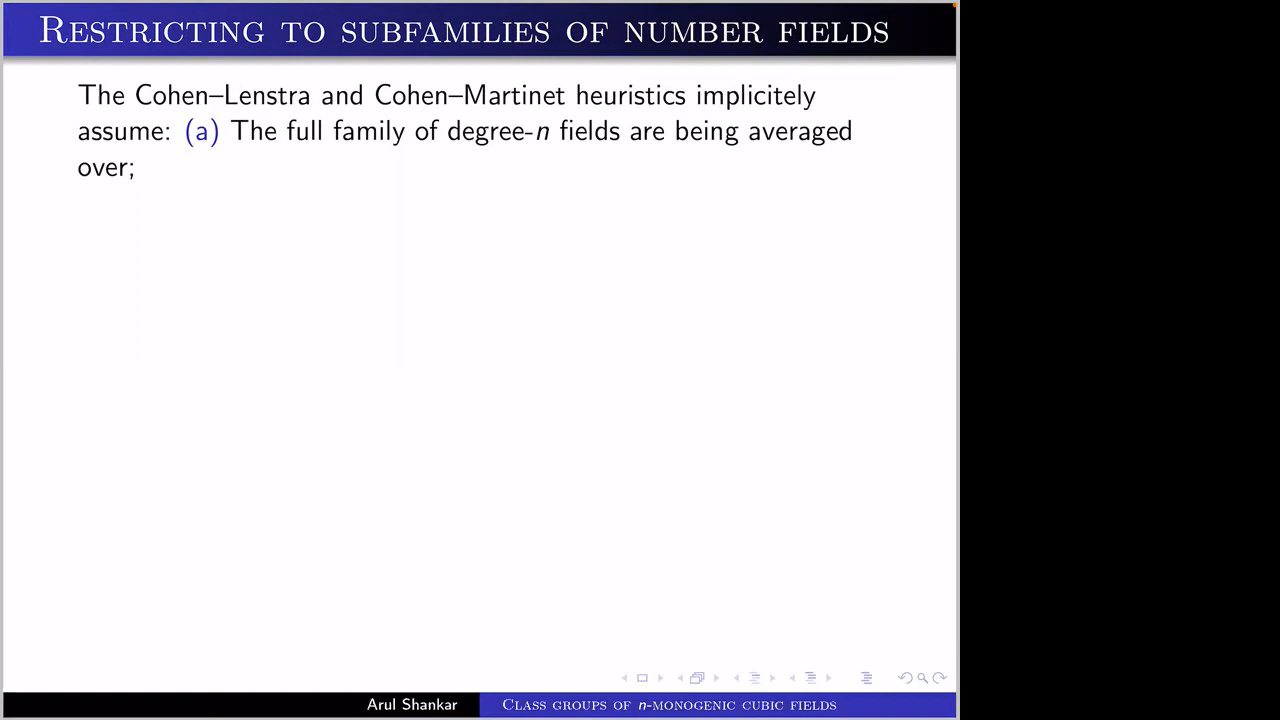 Restricting to subfamilies of number fields
The Cohen–Lenstra and Cohen–Martinet heuristics implicitely
assume: (a) The full family of degree-n fields are being averaged
over;
Arul Shankar
Class groups of n-monogenic cubic fields